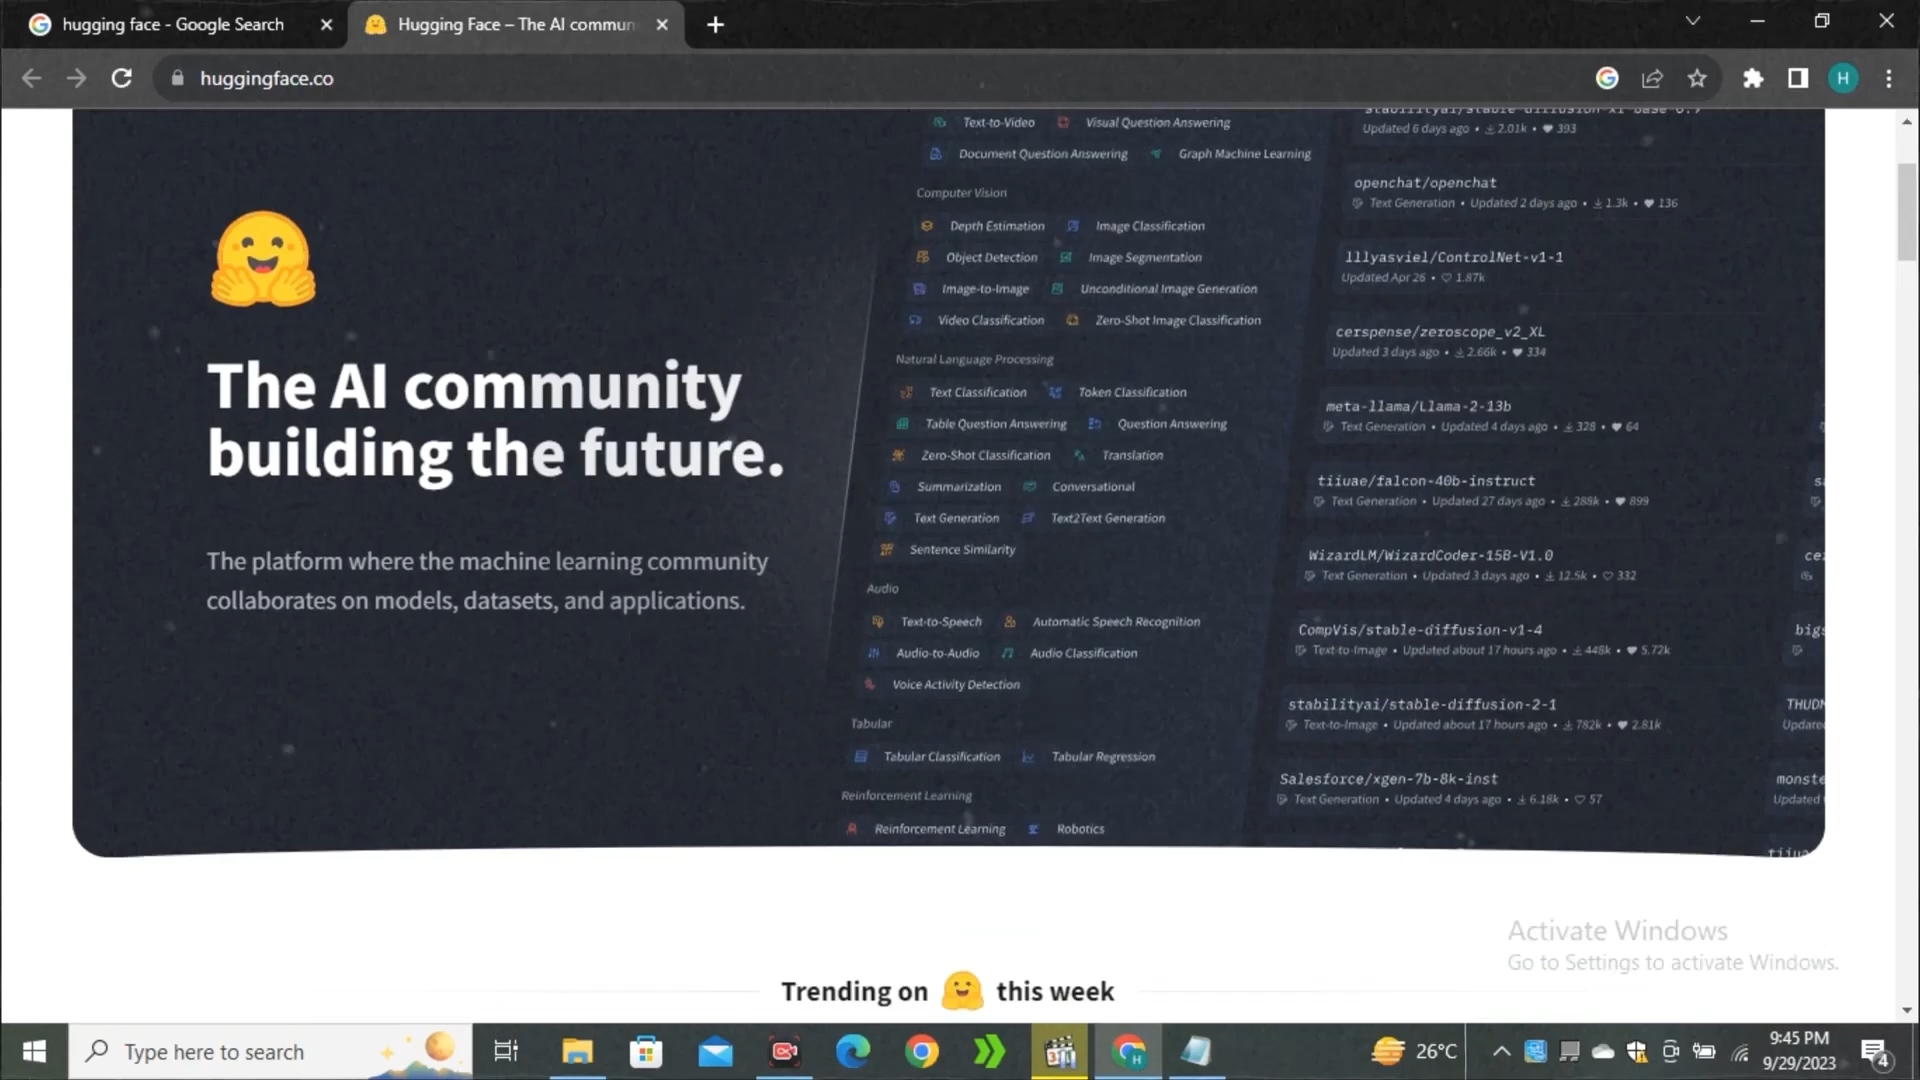 hugging face - Google Search
Hugging Face – The AI commun
huggingface.co
H
The AI community
building the future.
The platform where the machine learning community
collaborates on models, datasets, and applications.
Text-to-Video Visual Question Answering
Document Question Answering Graph Machine Learning
Computer Vision
Depth Estimation Image Classification
Object Detection Image Segmentation
Image-to-Image Unconditional Image Generation
Video Classification Zero-Shot Image Classification
Natural Language Processing
Text Classification Token Classification
Table Question Answering Question Answering
Zero-Shot Classification Translation
Summarization Conversational
Text Generation Text2Text Generation
Sentence Similarity
Audio
Text-to-Speech Automatic Speech Recognition
Audio-to-Audio Audio Classification
Voice Activity Detection
Tabular
Tabular Classification Tabular Regression
Reinforcement Learning
Reinforcement Learning Robotics
Updated 6 days ago • 2.01k • 393
openchat/openchat
Text Generation • Updated 2 days ago • 1.3k • 136
lllyasviel/ControlNet-v1-1
Updated Apr 26 • 1.87k
cerspense/zeroscope_v2_XL
Updated 3 days ago • 2.66k • 334
meta-llama/Llama-2-13b
Text Generation • Updated 4 days ago • 328 • 64
tiiuae/falcon-40b-instruct
Text Generation • Updated 27 days ago • 288k • 899
WizardLM/WizardCoder-15B-V1.0
Text Generation • Updated 3 days ago • 12.5k • 332
CompVis/stable-diffusion-v1-4
Text-to-Image • Updated about 17 hours ago • 448k • 5.72k
stabilityai/stable-diffusion-2-1
Text-to-Image • Updated about 17 hours ago • 782k • 2.81k
Salesforce/xgen-7b-8k-inst
Text Generation • Updated 4 days ago • 6.18k • 57
bigs
THUDM
Update
monste
Updated
Activate Windows
Go to Settings to activate Windows.
Trending on this week
Type here to search
26°C
9:45 PM
9/29/2023
4